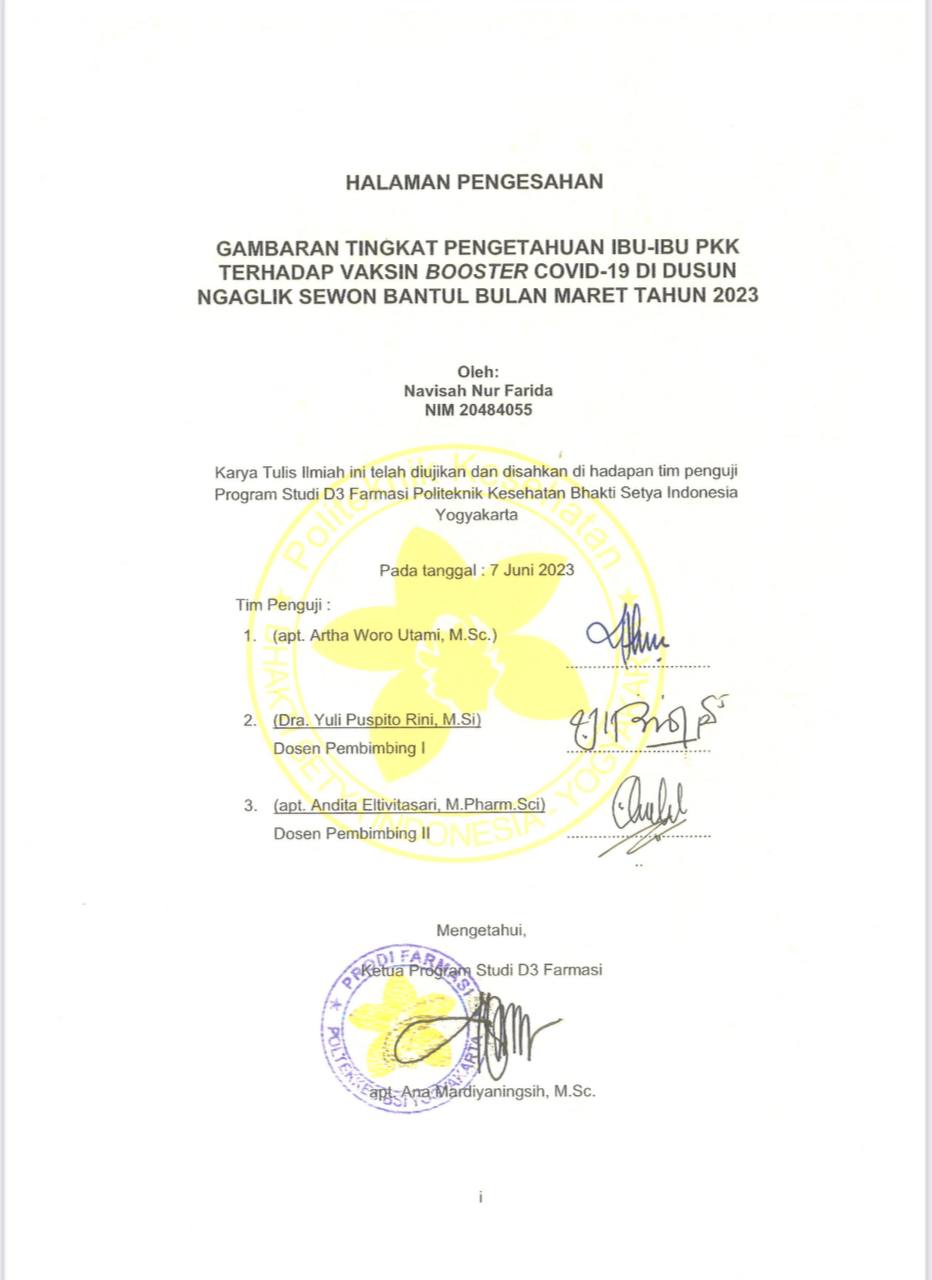 HALAMAN PENGESAHAN
GAMBARAN TINGKAT PENGETAHUAN IBU-IBU PKK
TERHADAP VAKSIN BOOSTER COVID-19 DI DUSUN
NGAGLIK SEWON BANTUL BULAN MARET TAHUN 2023
Oleh:
Navisah Nur Farida
NIM 20484055
Karya Tulis Ilmiah ini telah diujikan dan disahkan di hadapan tim penguji
Program Studi D3 Farmasi Politeknik Kesehatan Bhakti Setya Indonesia
Yogyakarta
Politeknik Kesehatan
BHAKTI SETYA INDONESIA - YOGYAKARTA
Pada tanggal : 7 Juni 2023
Tim Penguji :
1. (apt. Artha Woro Utami, M.Sc.)
2. (Dra. Yuli Puspito Rini, M.Si)
Dosen Pembimbing I
3. (apt. Andita Eltivitasari, M.Pharm.Sci)
Dosen Pembimbing II
Mengetahui,
Ketua Program Studi D3 Farmasi
PRODI FARMASI
POLTEKKES BSI YOGYAKARTA
apt. Ana Mardiyaningsih, M.Sc.
i